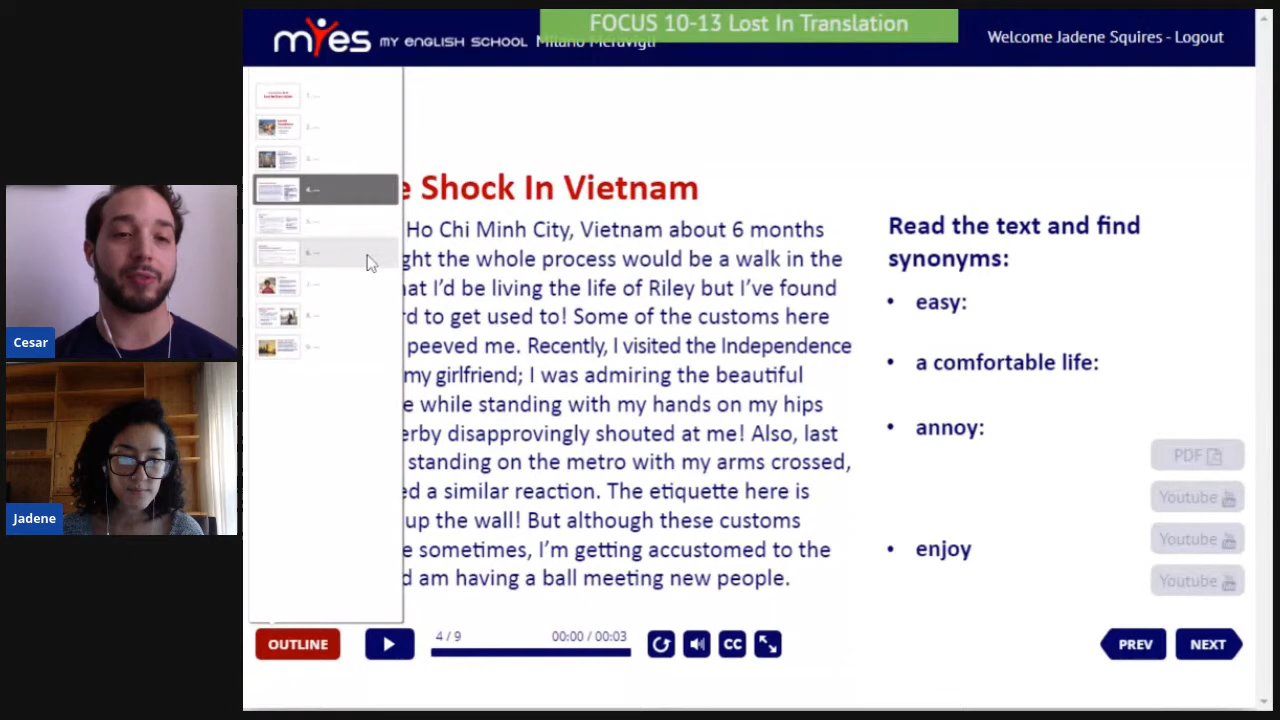 FOCUS 10-13 Lost In Translation
myes MY ENGLISH SCHOOL Milano Meravigli
Welcome Jadene Squires - Logout
e Shock In Vietnam
Ho Chi Minh City, Vietnam about 6 months
ght the whole process would be a walk in the
hat I'd be living the life of Riley but I've found
rd to get used to! Some of the customs here
peeved me. Recently, I visited the Independence
my girlfriend; I was admiring the beautiful
e while standing with my hands on my hips
erby disapprovingly shouted at me! Also, last
standing on the metro with my arms crossed,
ed a similar reaction. The etiquette here is
up the wall! But although these customs
e sometimes, I'm getting accustomed to the
d am having a ball meeting new people.
Read the text and find
synonyms:
• easy:
• a comfortable life:
• annoy:
• enjoy
PDF
Youtube
Youtube
Youtube
Cesar
Jadene
OUTLINE
4 / 9
00:00 / 00:03
CC
PREV
NEXT